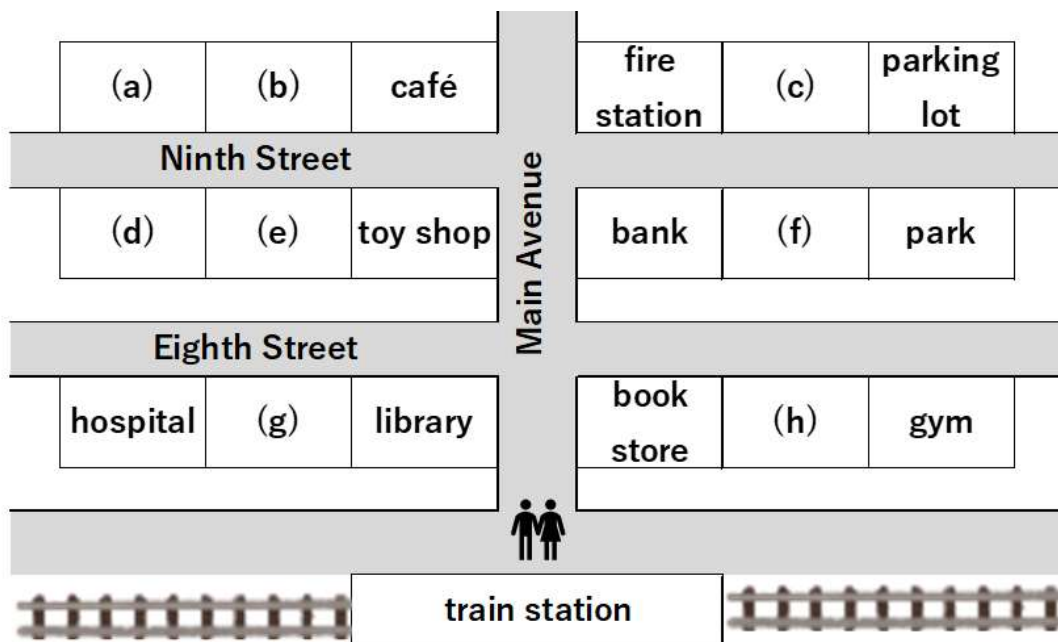 (a) (b) café fire station (c) parking lot
Ninth Street
(d) (e) toy shop bank (f) park
Main Avenue
Eighth Street
hospital (g) library book store (h) gym
train station